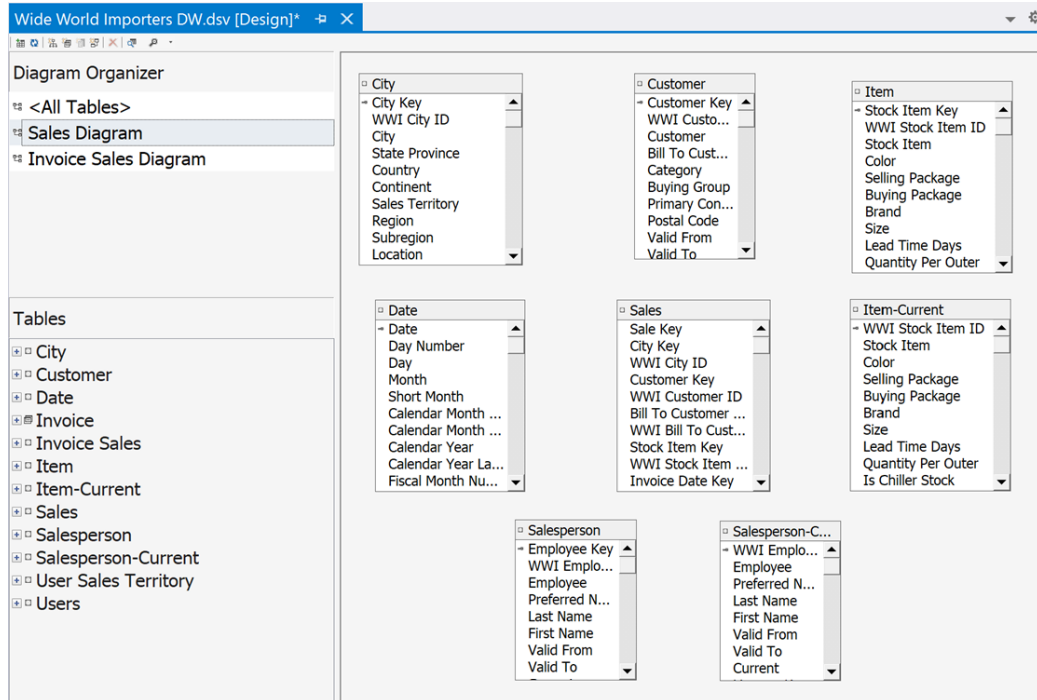 Wide World Importers DW.dsv [Design]*
Diagram Organizer
<All Tables>
Sales Diagram
Invoice Sales Diagram
Tables
City
Customer
Date
Invoice
Invoice Sales
Item
Item-Current
Sales
Salesperson
Salesperson-Current
User Sales Territory
Users
City
City Key
WWI City ID
City
State Province
Country
Continent
Sales Territory
Region
Subregion
Location
Customer
Customer Key
WWI Custo...
Customer
Bill To Cust...
Category
Buying Group
Primary Con...
Postal Code
Valid From
Valid To
Item
Stock Item Key
WWI Stock Item ID
Stock Item
Color
Selling Package
Buying Package
Brand
Size
Lead Time Days
Quantity Per Outer
Date
Date
Day Number
Day
Month
Short Month
Calendar Month ...
Calendar Month ...
Calendar Year
Calendar Year La...
Fiscal Month Nu...
Sales
Sale Key
City Key
WWI City ID
Customer Key
WWI Customer ID
Bill To Customer ...
WWI Bill To Cust...
Stock Item Key
WWI Stock Item ...
Invoice Date Key
Item-Current
WWI Stock Item ID
Stock Item
Color
Selling Package
Buying Package
Brand
Size
Lead Time Days
Quantity Per Outer
Is Chiller Stock
Salesperson
Employee Key
WWI Emplo...
Employee
Preferred N...
Last Name
First Name
Valid From
Valid To
Salesperson-C...
WWI Emplo...
Employee
Preferred N...
Last Name
First Name
Valid From
Valid To
Current